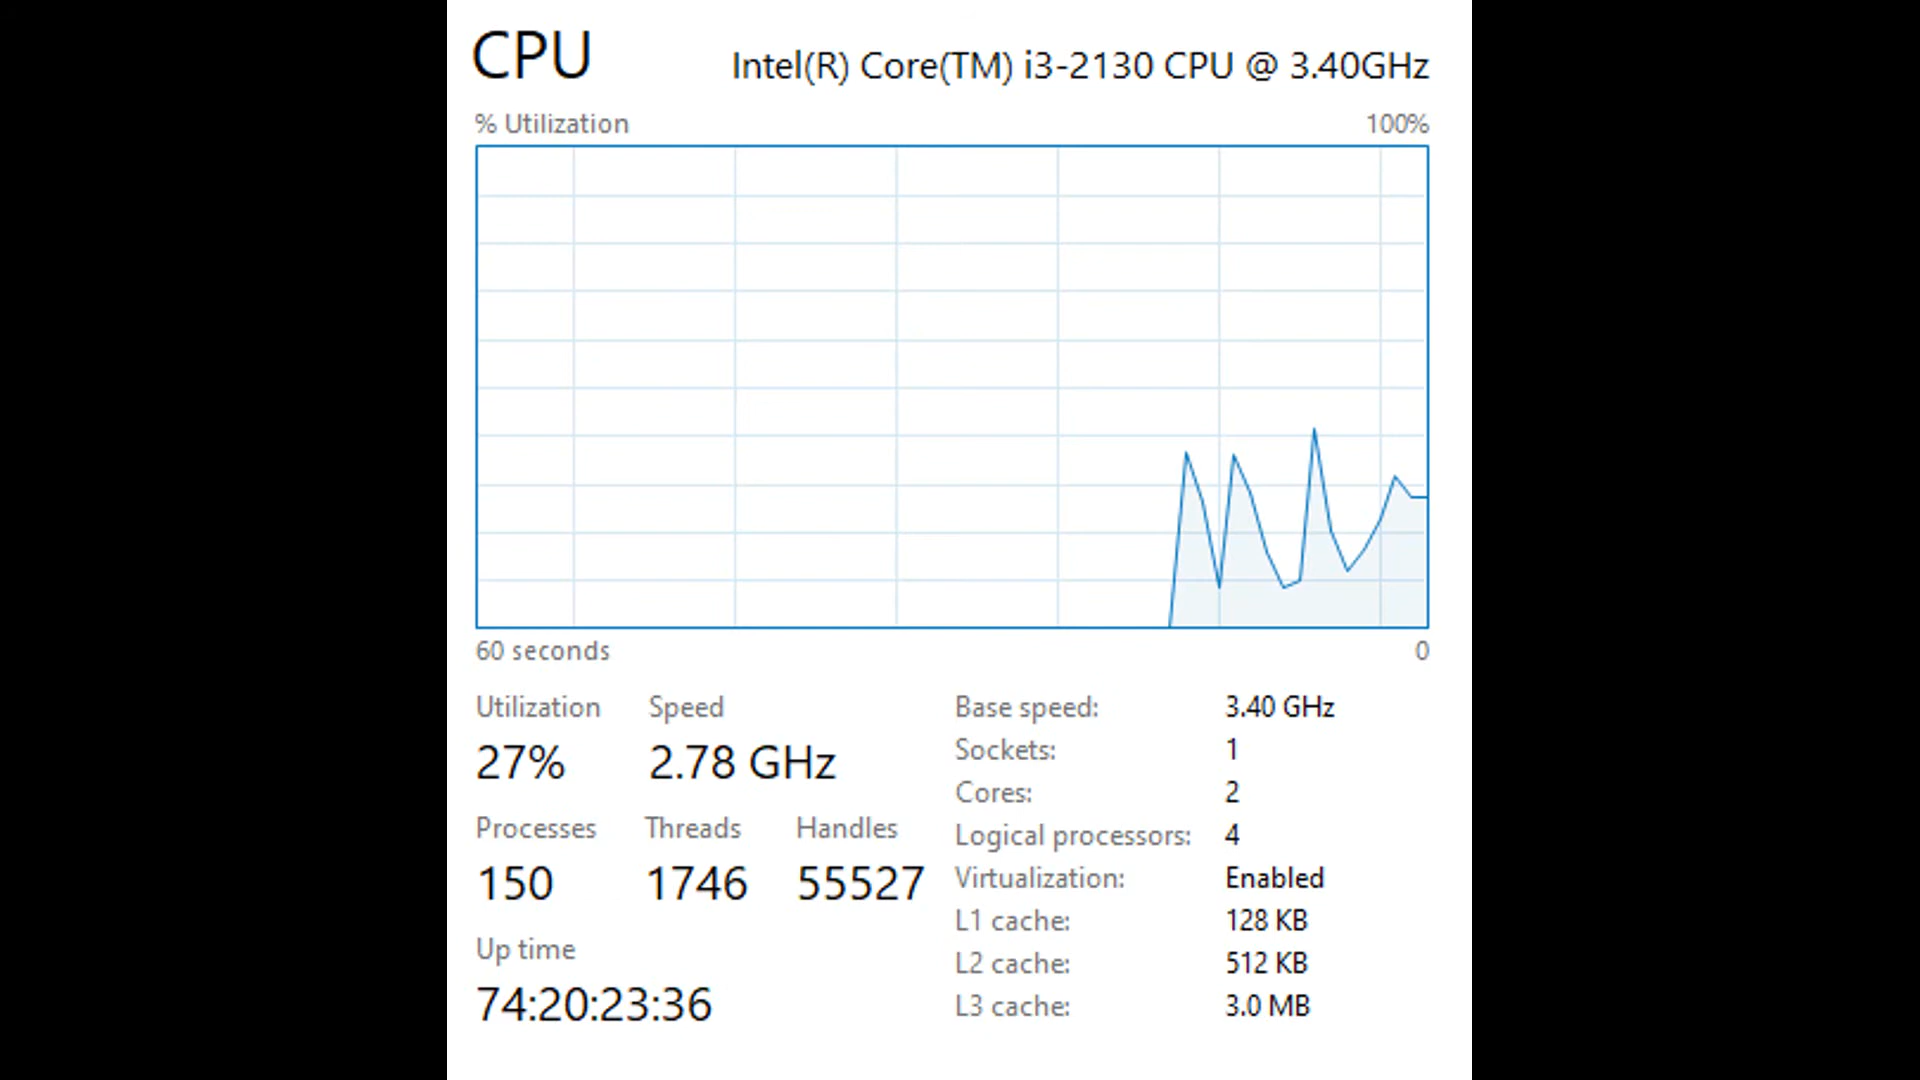 CPU
Intel(R) Core(TM) i3-2130 CPU @ 3.40GHz
% Utilization
100%
60 seconds
0
Utilization
Speed
27%
2.78 GHz
Processes
Threads
Handles
150
1746
55527
Up time
74:20:23:36
Base speed: 3.40 GHz
Sockets: 1
Cores: 2
Logical processors: 4
Virtualization: Enabled
L1 cache: 128 KB
L2 cache: 512 KB
L3 cache: 3.0 MB